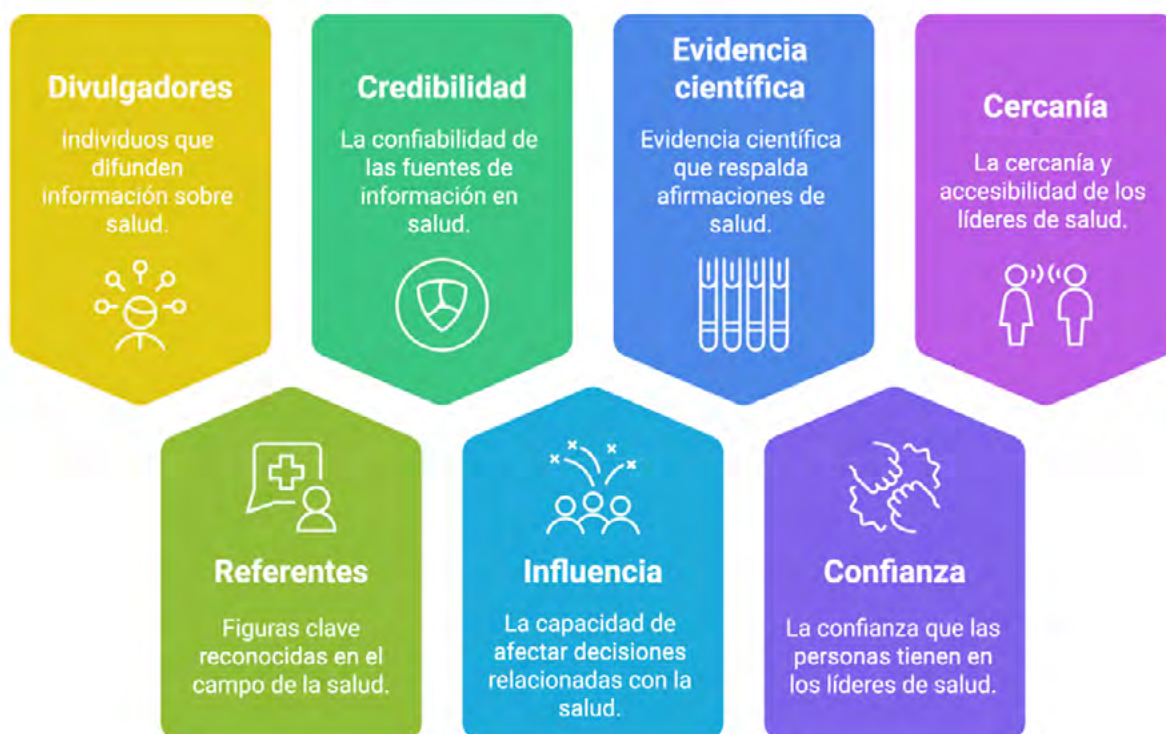 Divulgadores
Individuos que
difunden
información sobre
salud.
Credibilidad
La confiabilidad de
las fuentes de
información en
salud.
Evidencia
científica
Evidencia científica
que respalda
afirmaciones de
salud.
Cercanía
La cercanía y
accesibilidad de los
líderes de salud.
Referentes
Figuras clave
reconocidas en el
campo de la salud.
Influencia
La capacidad de
afectar decisiones
relacionadas con la
salud.
Confianza
La confianza que las
personas tienen en
los líderes de salud.